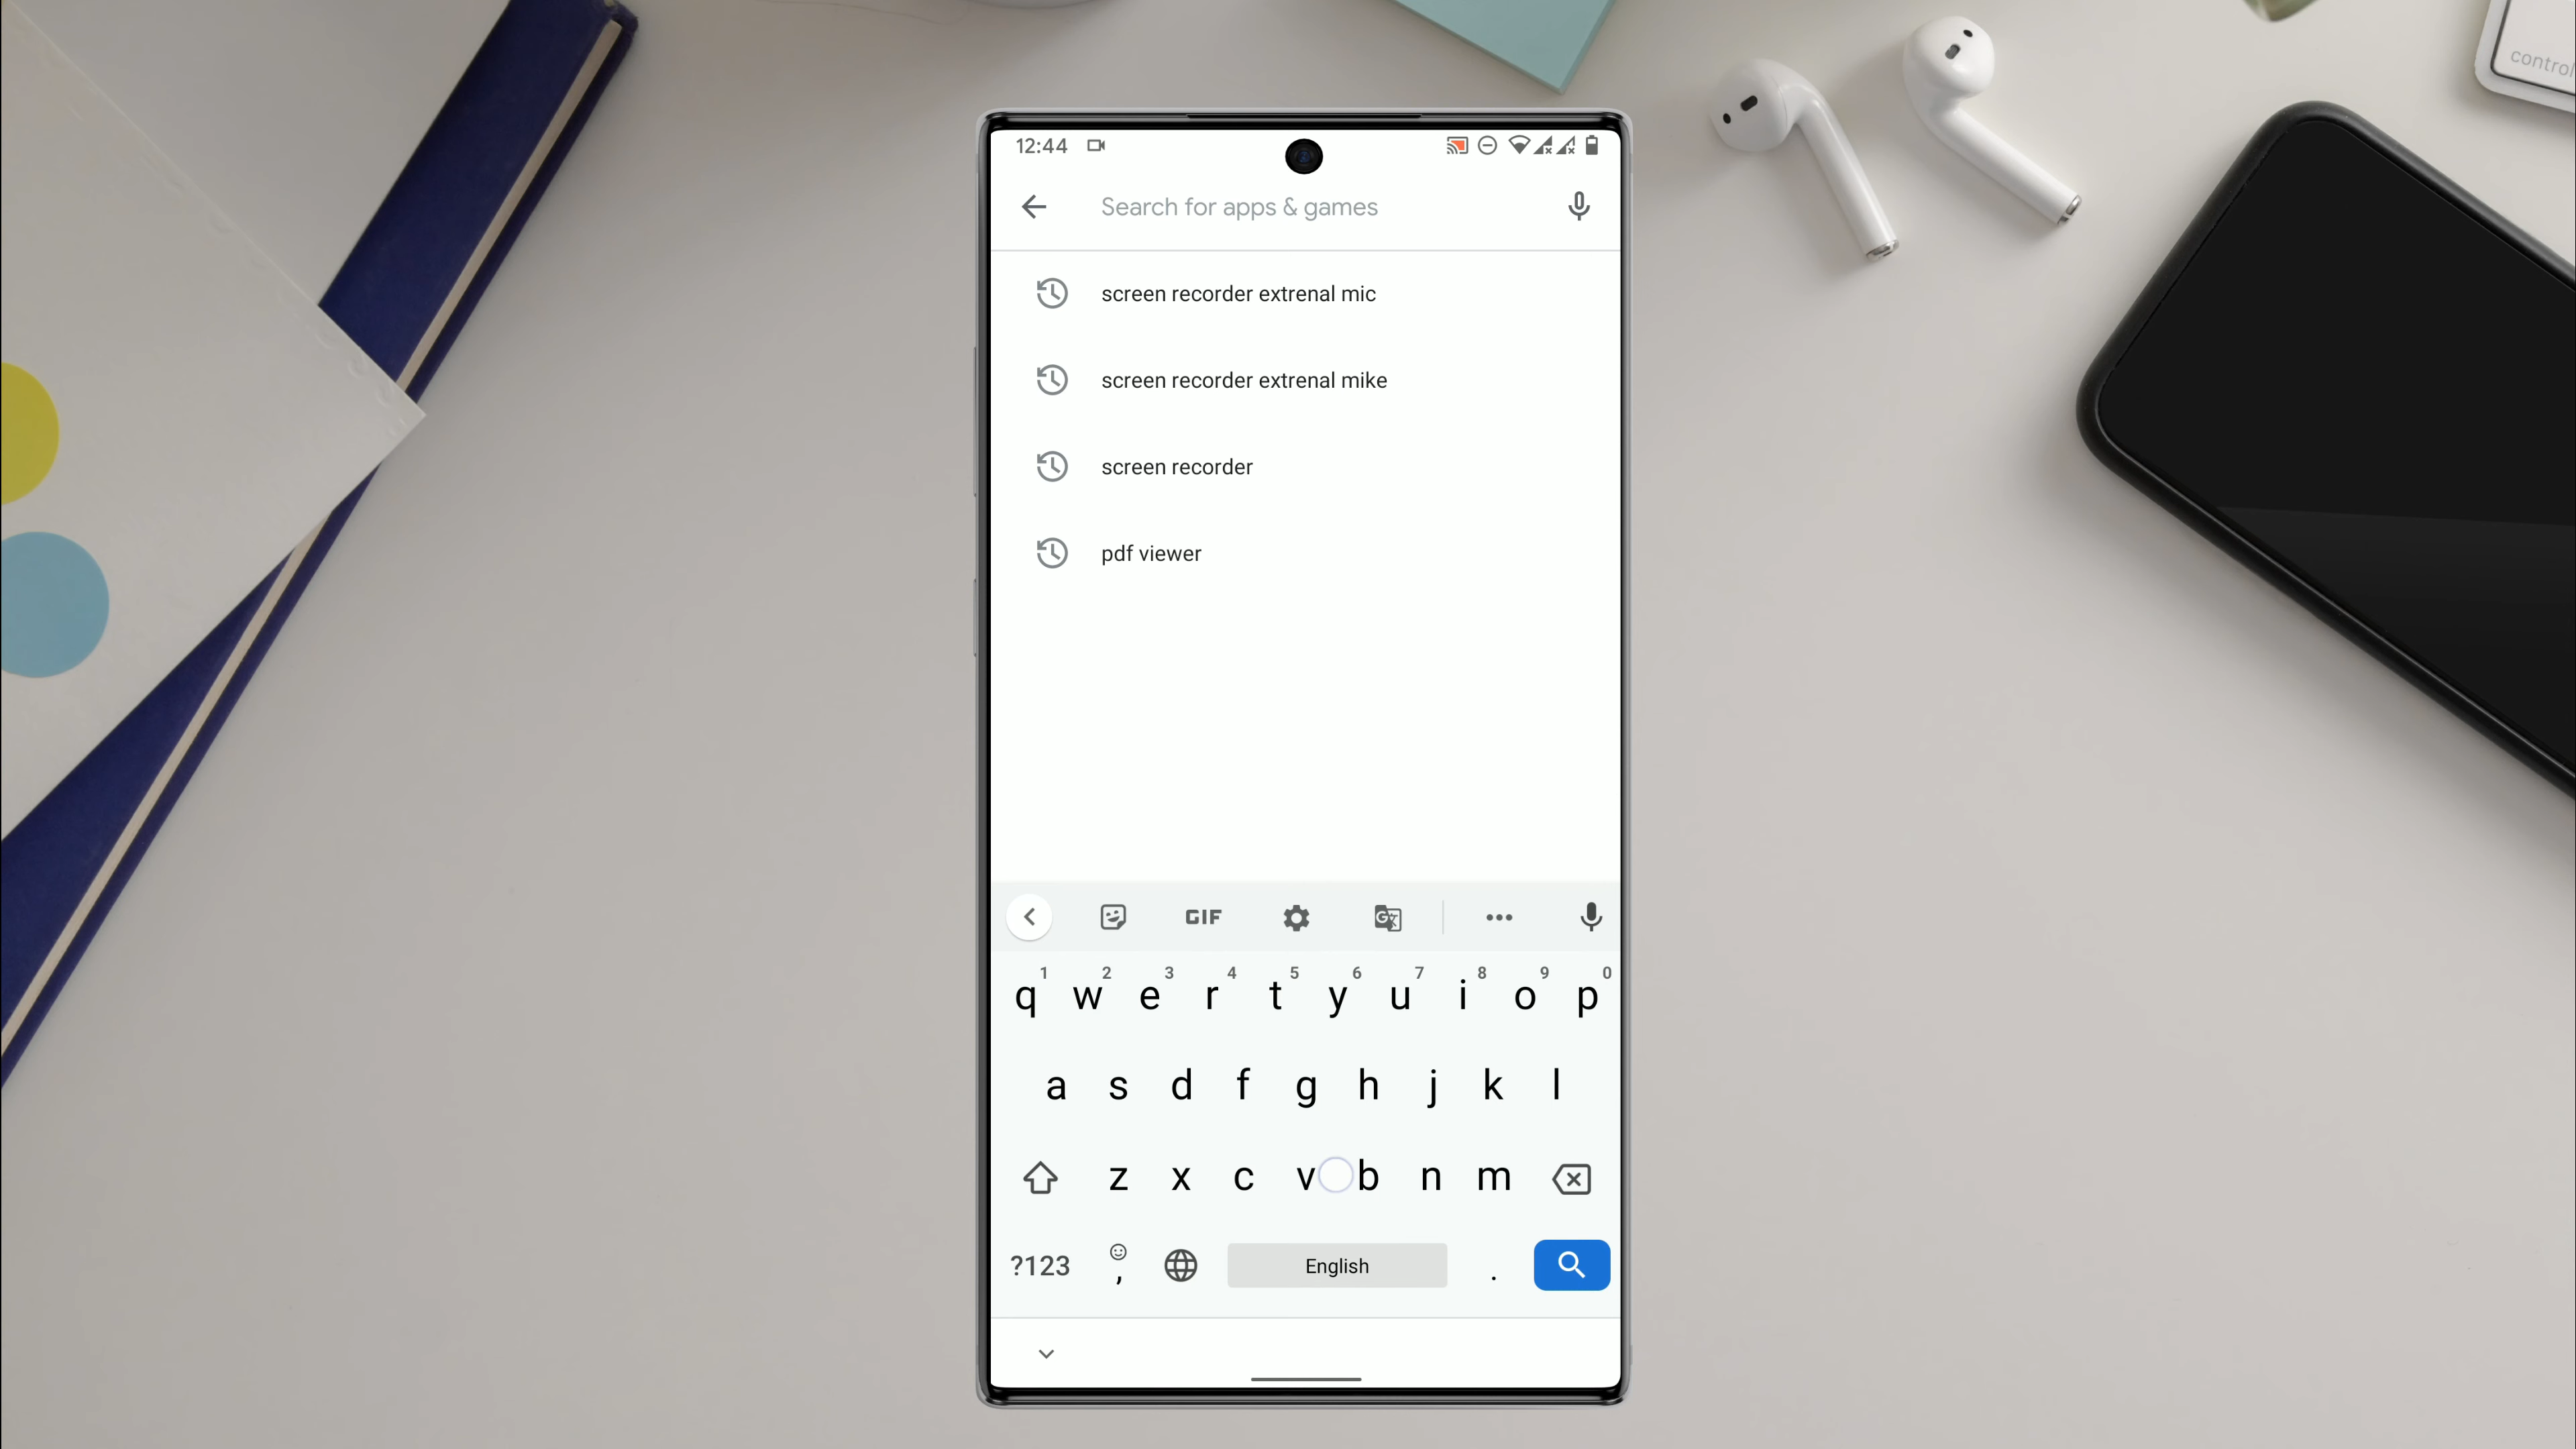 control
12:44
Search for apps & games
screen recorder extrenal mic
screen recorder extrenal mike
screen recorder
pdf viewer
GIF
1 2 3 4 5 6 7 8 9 0
q w e r t y u i o p
a s d f g h j k l
z x c v b n m
?123 , English .